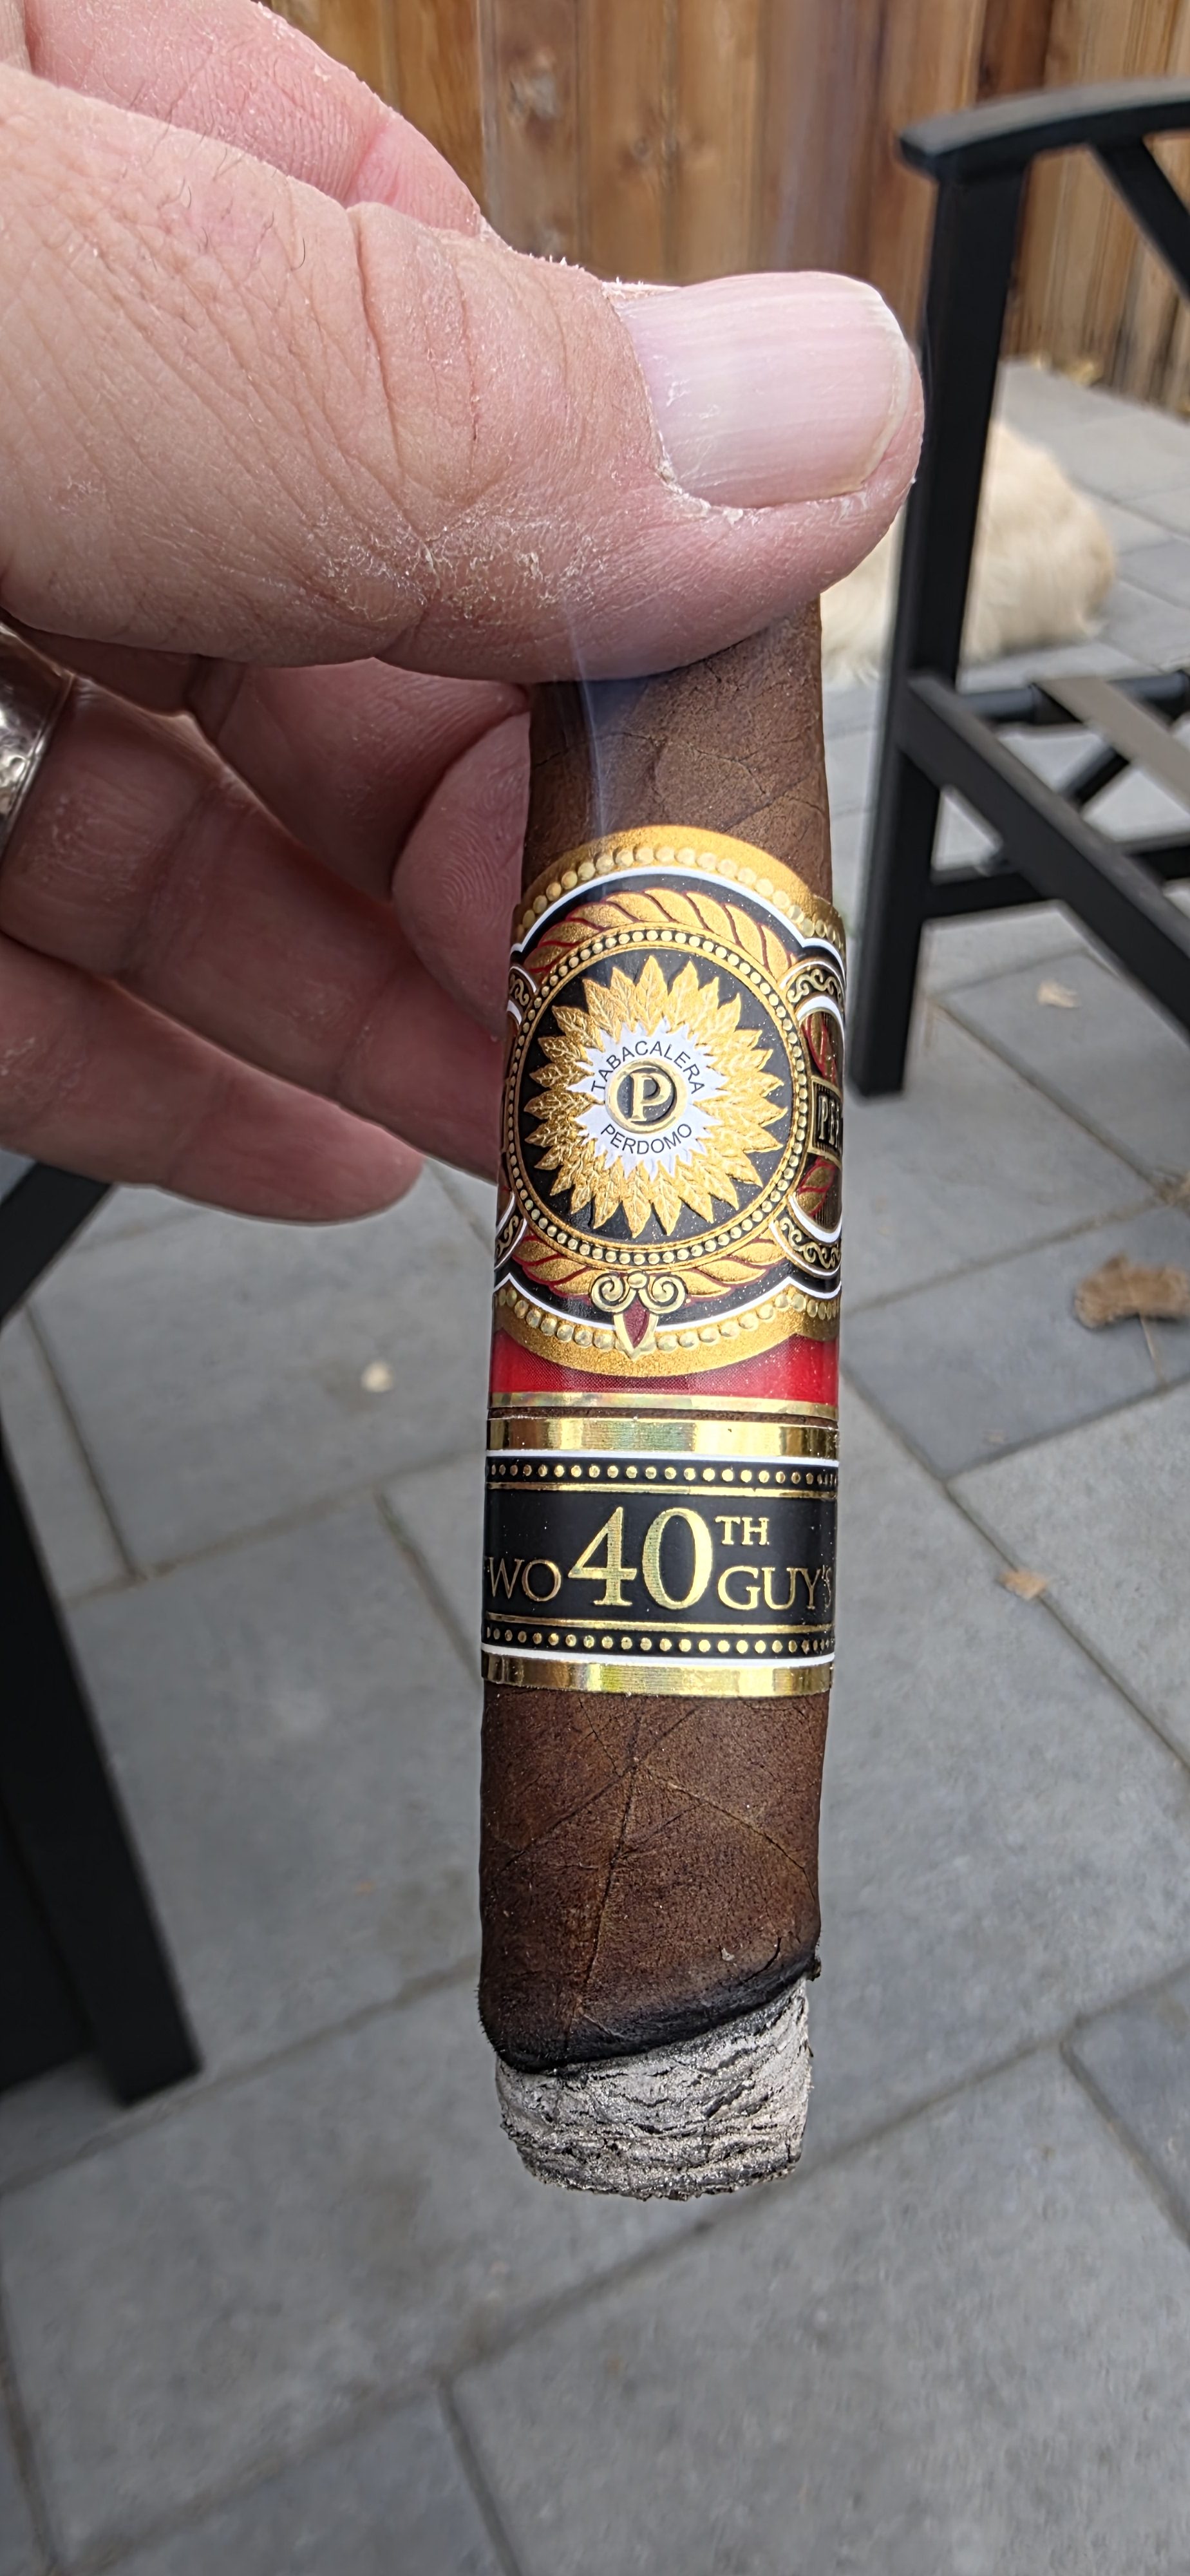 TABACALERA
P
PERDOMO
40TH
WO GUY'S